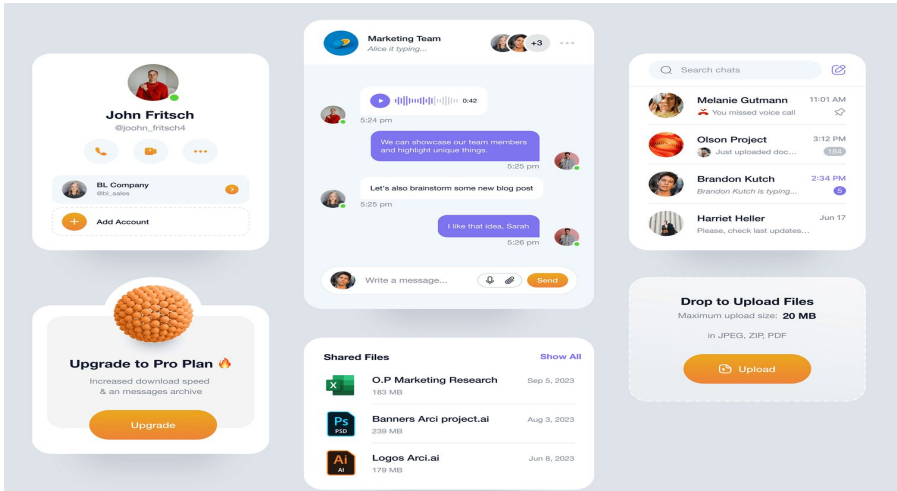 John Fritsch
@joohn_fritsch4
BL Company
@bl_sales
Add Account
Upgrade to Pro Plan 🔥
Increased download speed
& an messages archive
Upgrade
Marketing Team
Alice it typing...
+3
0:42
5:24 pm
We can showcase our team members
and highlight unique things.
5:25 pm
Let's also brainstorm some new blog post
5:25 pm
I like that idea, Sarah
5:26 pm
Write a message...
Send
Shared Files
Show All
O.P Marketing Research
Sep 5, 2023
183 MB
Ps
PSD
Banners Arci project.ai
Aug 3, 2023
239 MB
Ai
AI
Logos Arci.ai
Jun 8, 2023
179 MB
Search chats
Melanie Gutmann
11:01 AM
You missed voice call
Olson Project
3:12 PM
Just uploaded doc...
184
Brandon Kutch
2:34 PM
Brandon Kutch is typing...
5
Harriet Heller
Jun 17
Please, check last updates...
Drop to Upload Files
Maximum upload size: 20 MB
in JPEG, ZIP, PDF
Upload